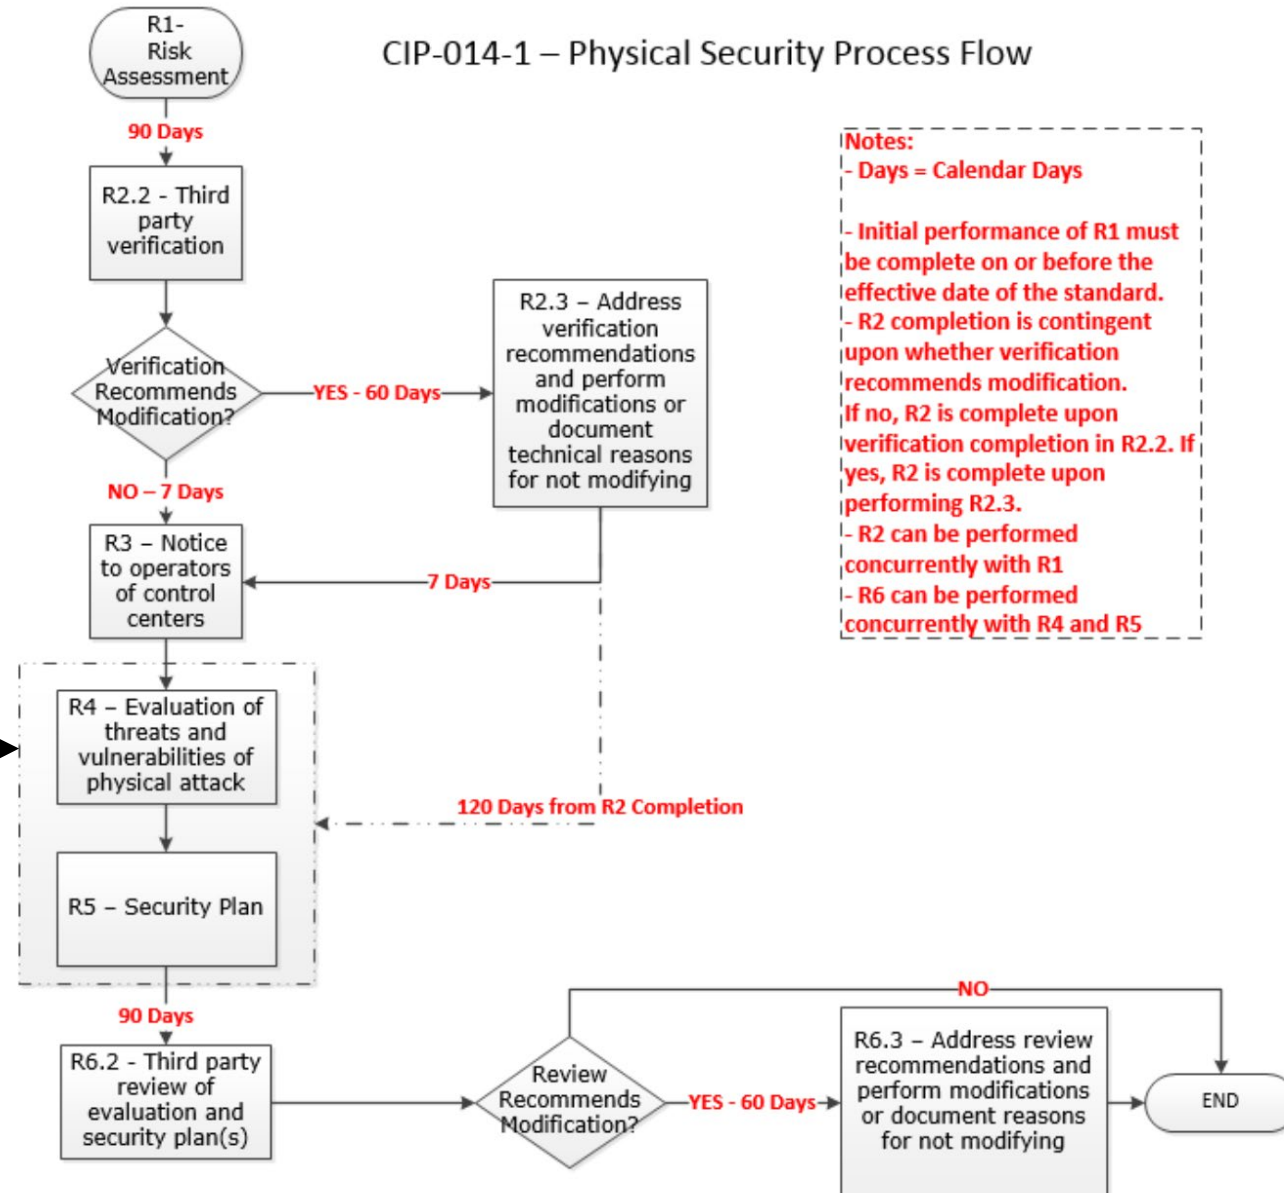 R1-
Risk
Assessment
CIP-014-1 – Physical Security Process Flow
90 Days
R2.2 - Third
party
verification
Notes:
- Days = Calendar Days
- Initial performance of R1 must
be complete on or before the
effective date of the standard.
- R2 completion is contingent
upon whether verification
recommends modification.
If no, R2 is complete upon
verification completion in R2.2. If
yes, R2 is complete upon
performing R2.3.
- R2 can be performed
concurrently with R1
- R6 can be performed
concurrently with R4 and R5
Verification
Recommends
Modification?
YES - 60 Days
R2.3 – Address
verification
recommendations
and perform
modifications or
document
technical reasons
for not modifying
NO – 7 Days
R3 – Notice
to operators
of control
centers
7 Days
R4 – Evaluation of
threats and
vulnerabilities of
physical attack
120 Days from R2 Completion
R5 – Security Plan
90 Days
R6.2 - Third party
review of
evaluation and
security plan(s)
Review
Recommends
Modification?
NO
YES - 60 Days
R6.3 – Address review
recommendations and
perform modifications
or document reasons
for not modifying
END